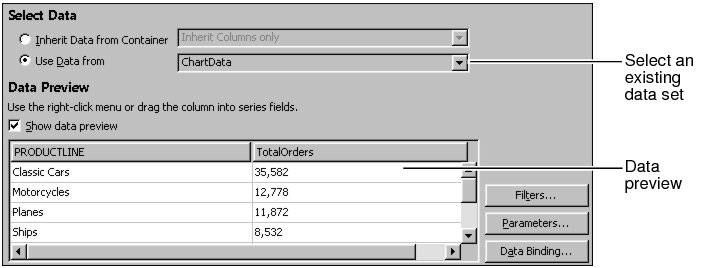 Select Data
Inherit Data from Container
Inherit Columns only
Use Data from
ChartData
Select an
existing
data set
Data Preview
Use the right-click menu or drag the column into series fields.
Show data preview
PRODUCTLINE TotalOrders
Classic Cars 35,582
Motorcycles 12,778
Planes 11,872
Ships 8,532
Data
preview
Filters...
Parameters...
Data Binding...